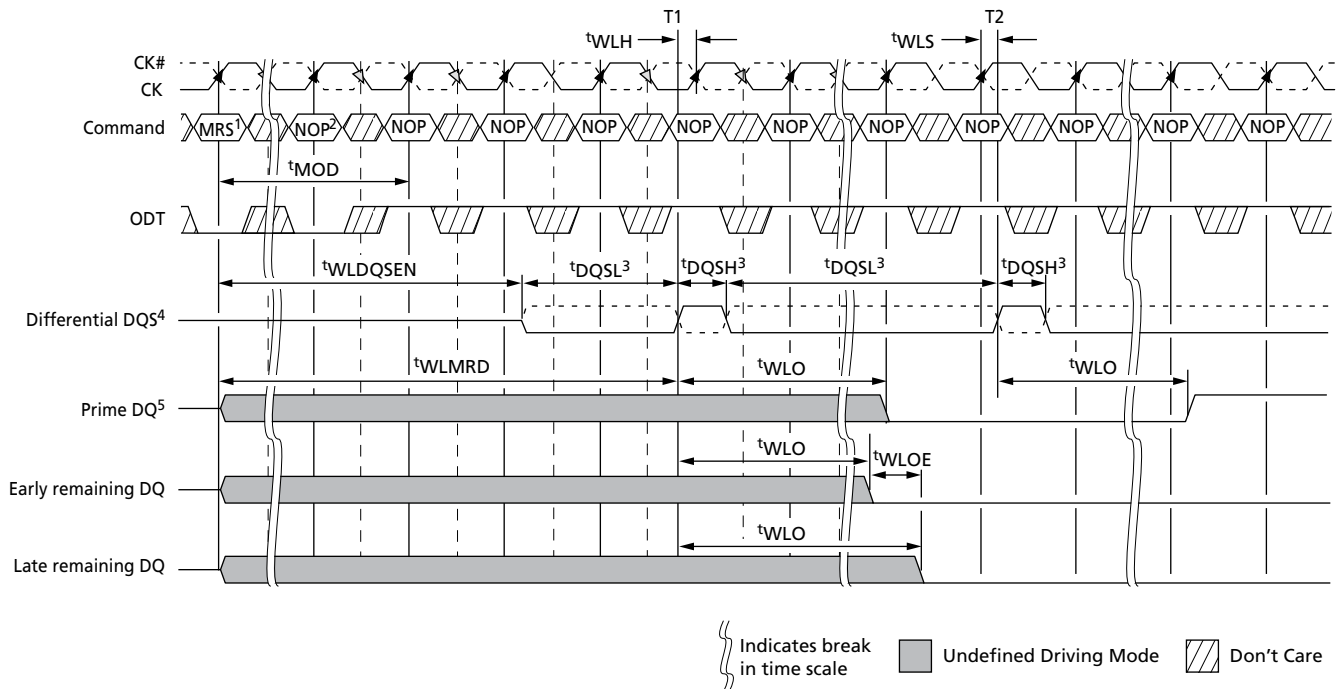 T1 T2
tWLH tWLS
CK#
CK
Command MRS1 NOP2 NOP NOP NOP NOP NOP NOP NOP NOP NOP NOP
tMOD
ODT
tWLDQSEN tDQSL3 tDQSH3 tDQSL3 tDQSH3
Differential DQS4
tWLMRD tWLO tWLO
Prime DQ5
tWLO tWLOE
Early remaining DQ
tWLO
Late remaining DQ
Indicates break
in time scale
Undefined Driving Mode
Don't Care